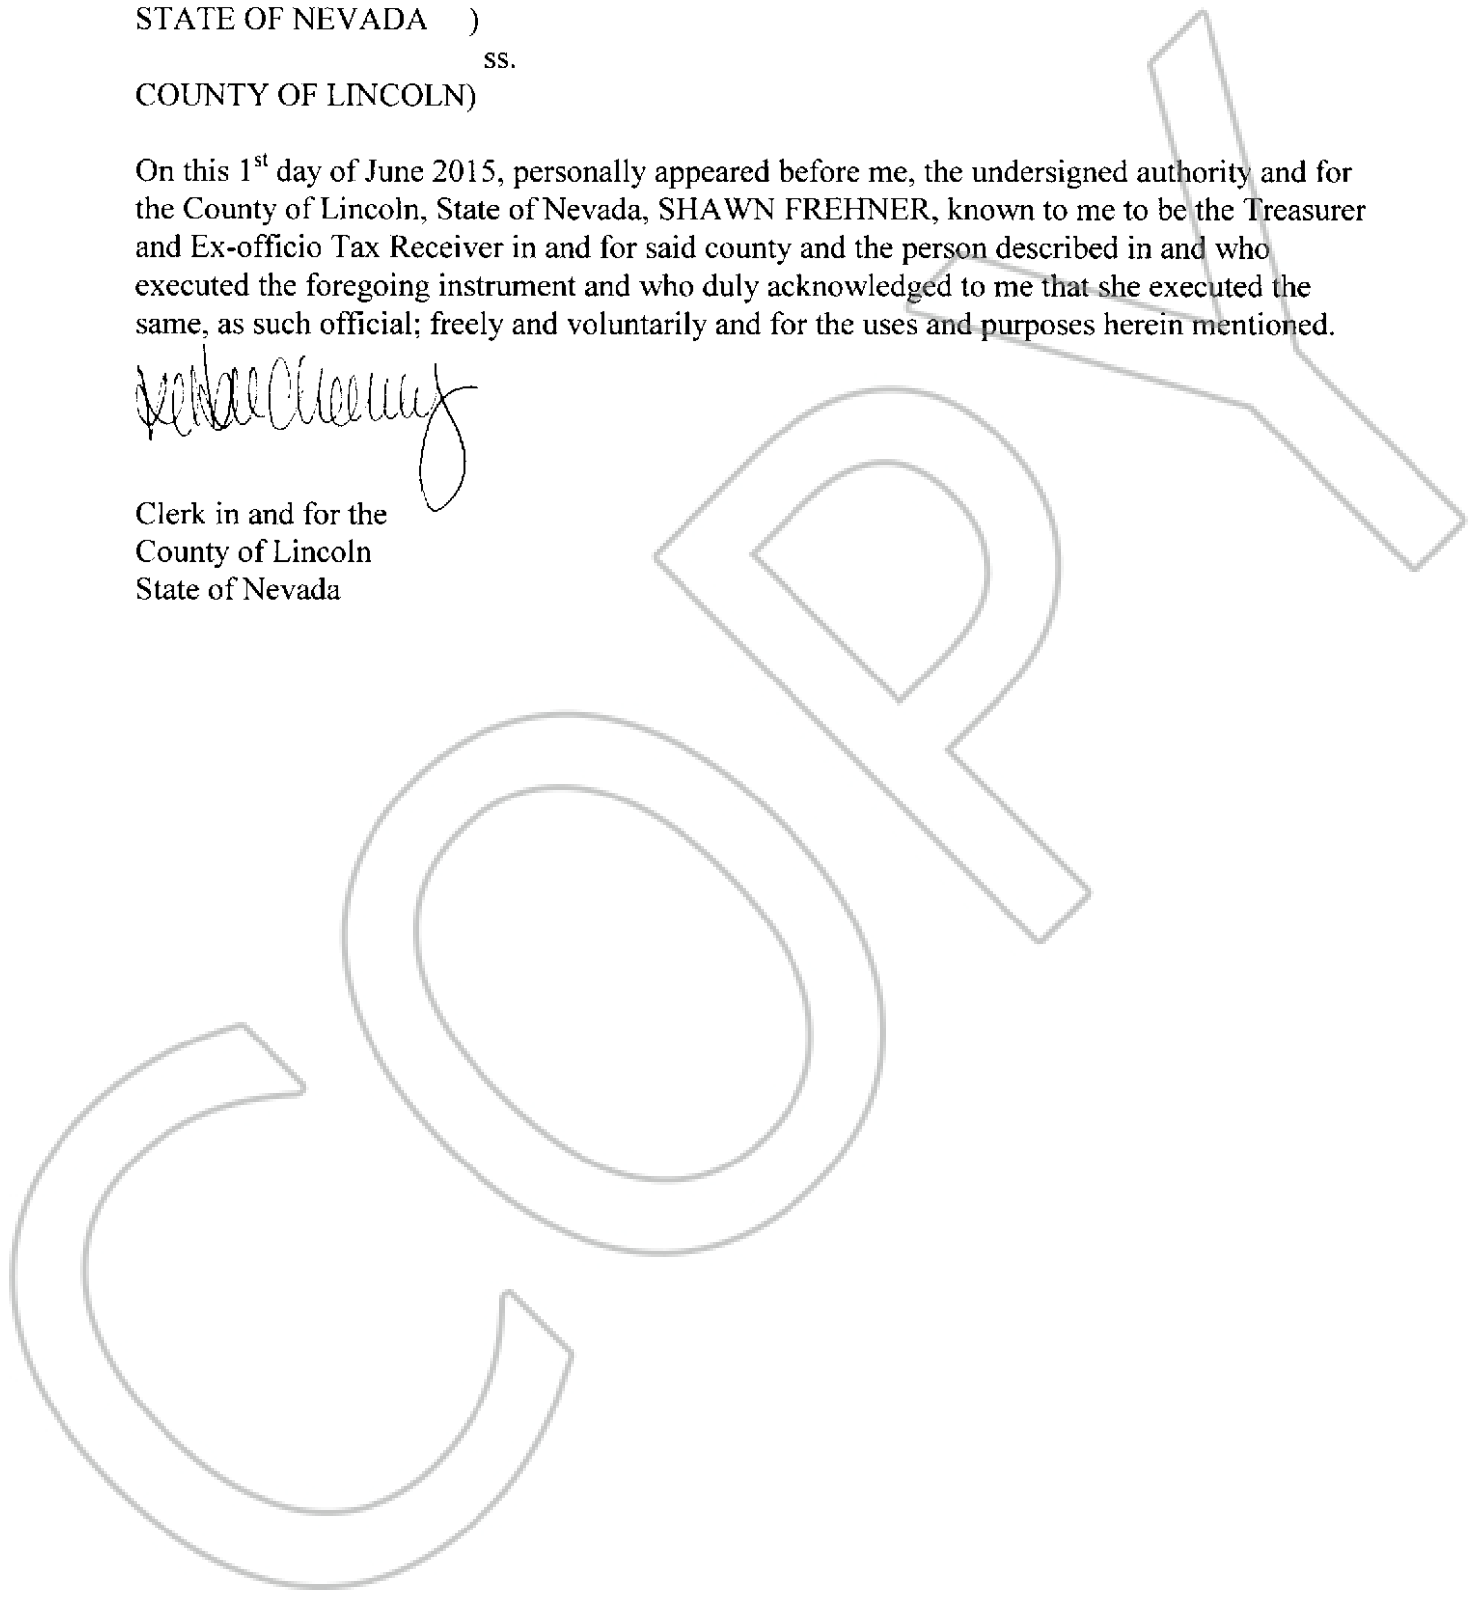 STATE OF NEVADA )
ss.
COUNTY OF LINCOLN)
On this 1st day of June 2015, personally appeared before me, the undersigned authority and for
the County of Lincoln, State of Nevada, SHAWN FREHNER, known to me to be the Treasurer
and Ex-officio Tax Receiver in and for said county and the person described in and who
executed the foregoing instrument and who duly acknowledged to me that she executed the
same, as such official; freely and voluntarily and for the uses and purposes herein mentioned.
Clerk in and for the
County of Lincoln
State of Nevada
COPY